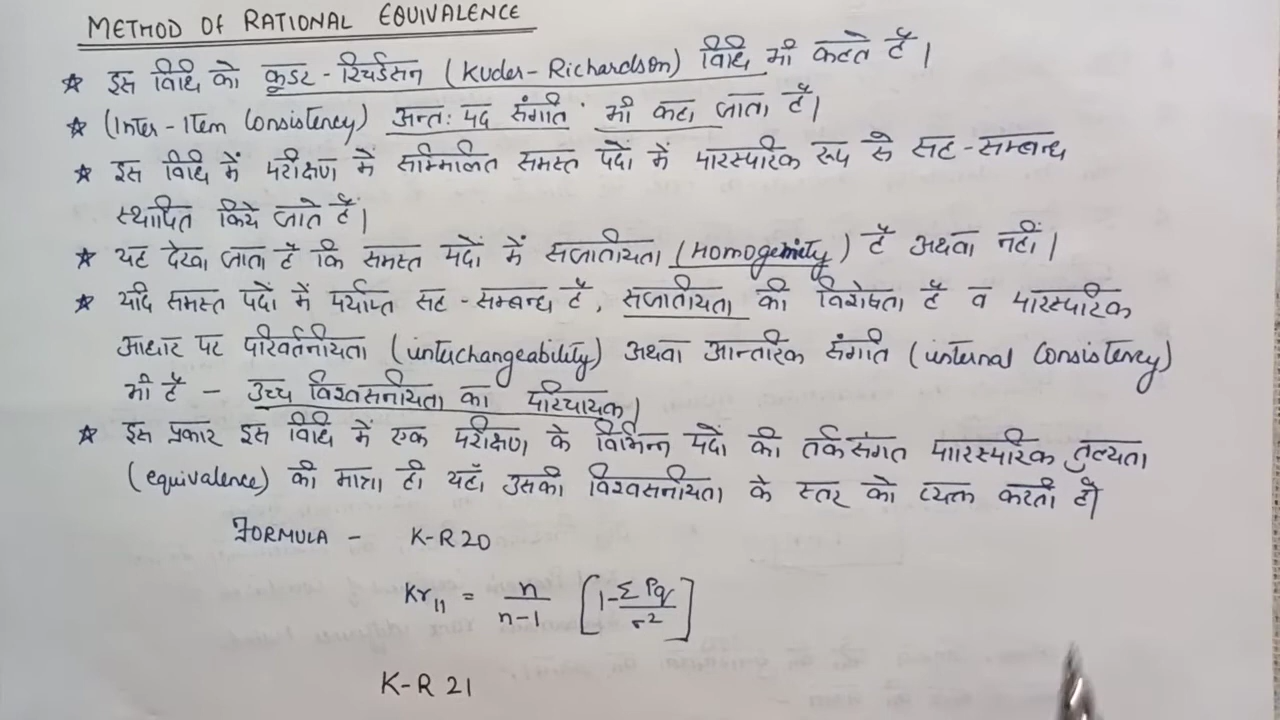 METHOD OF RATIONAL EQUIVALENCE
★ इस विधि को कूडर - रिचर्डसन (Kuder-Richardson) विधि भी कहते हैं।
★ (Inter-Item Consistency) अन्तः पद संगति भी कहा जाता है।
★ इस विधि में परीक्षण में सम्मिलित समस्त पदों में पारस्परिक रूप से सह-सम्बन्ध
स्थापित किये जाते हैं।
★ यह देखा जाता है कि समस्त पदों में सजातीयता (Homogenity) है अथवा नहीं।
★ यदि समस्त पदों में पर्याप्त सह-सम्बन्ध है, सजातीयता की विशेषता है व पारस्परिक
आधार पर परिवर्तनीयता (interchangeability) अथवा आन्तरिक संगति (internal Consistency)
भी है - उच्च विश्वसनीयता का परिचायक।
★ इस प्रकार इस विधि में एक परीक्षण के विभिन्न पदों की तर्कसंगत पारस्परिक तुल्यता
(equivalence) की मात्रा ही यहाँ उसकी विश्वसनीयता के स्तर को व्यक्त करती है।
FORMULA - K-R 20
Kr₁₁ = n/n-1 [1 - Σ Pq/σ²]
K-R 21